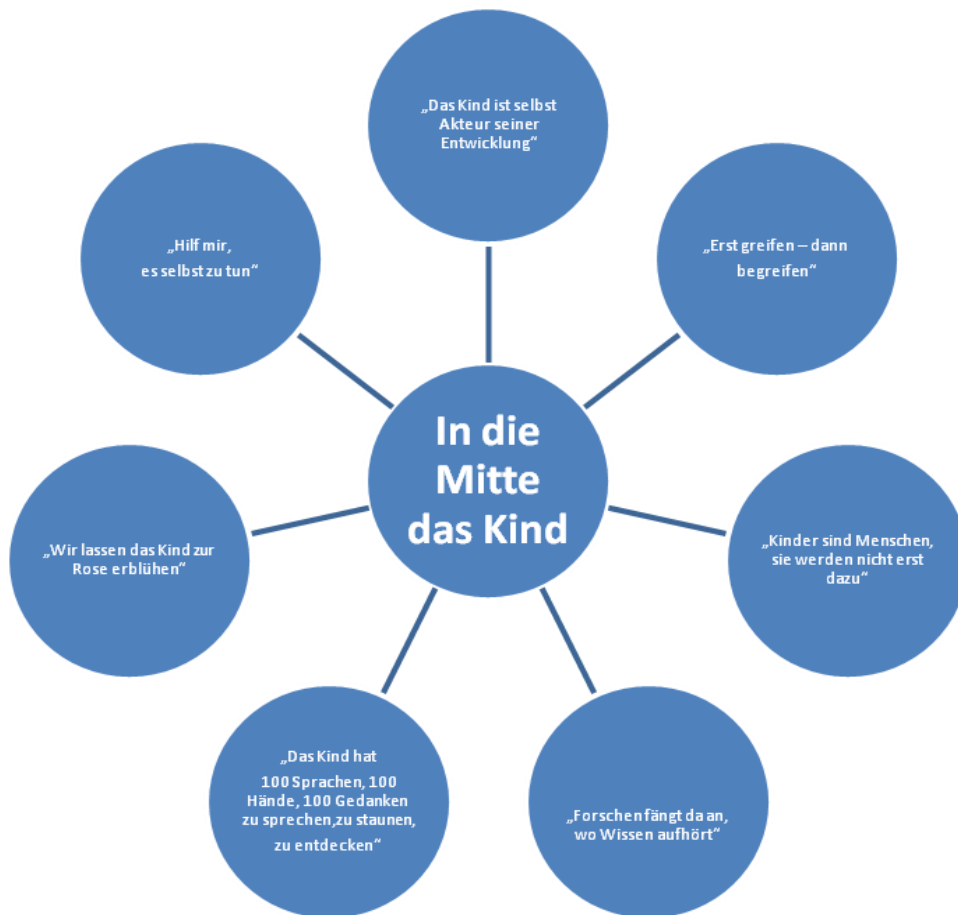 „Das Kind ist selbst
Akteur seiner
Entwicklung“
„Hilf mir,
es selbst zu tun“
„Erst greifen – dann
begreifen“
In die
Mitte
das Kind
„Wir lassen das Kind zur
Rose erblühen“
„Kinder sind Menschen,
sie werden nicht erst
dazu“
„Das Kind hat
100 Sprachen, 100
Hände, 100 Gedanken
zu sprechen,zu staunen,
zu entdecken“
„Forschen fängt da an,
wo Wissen aufhört“